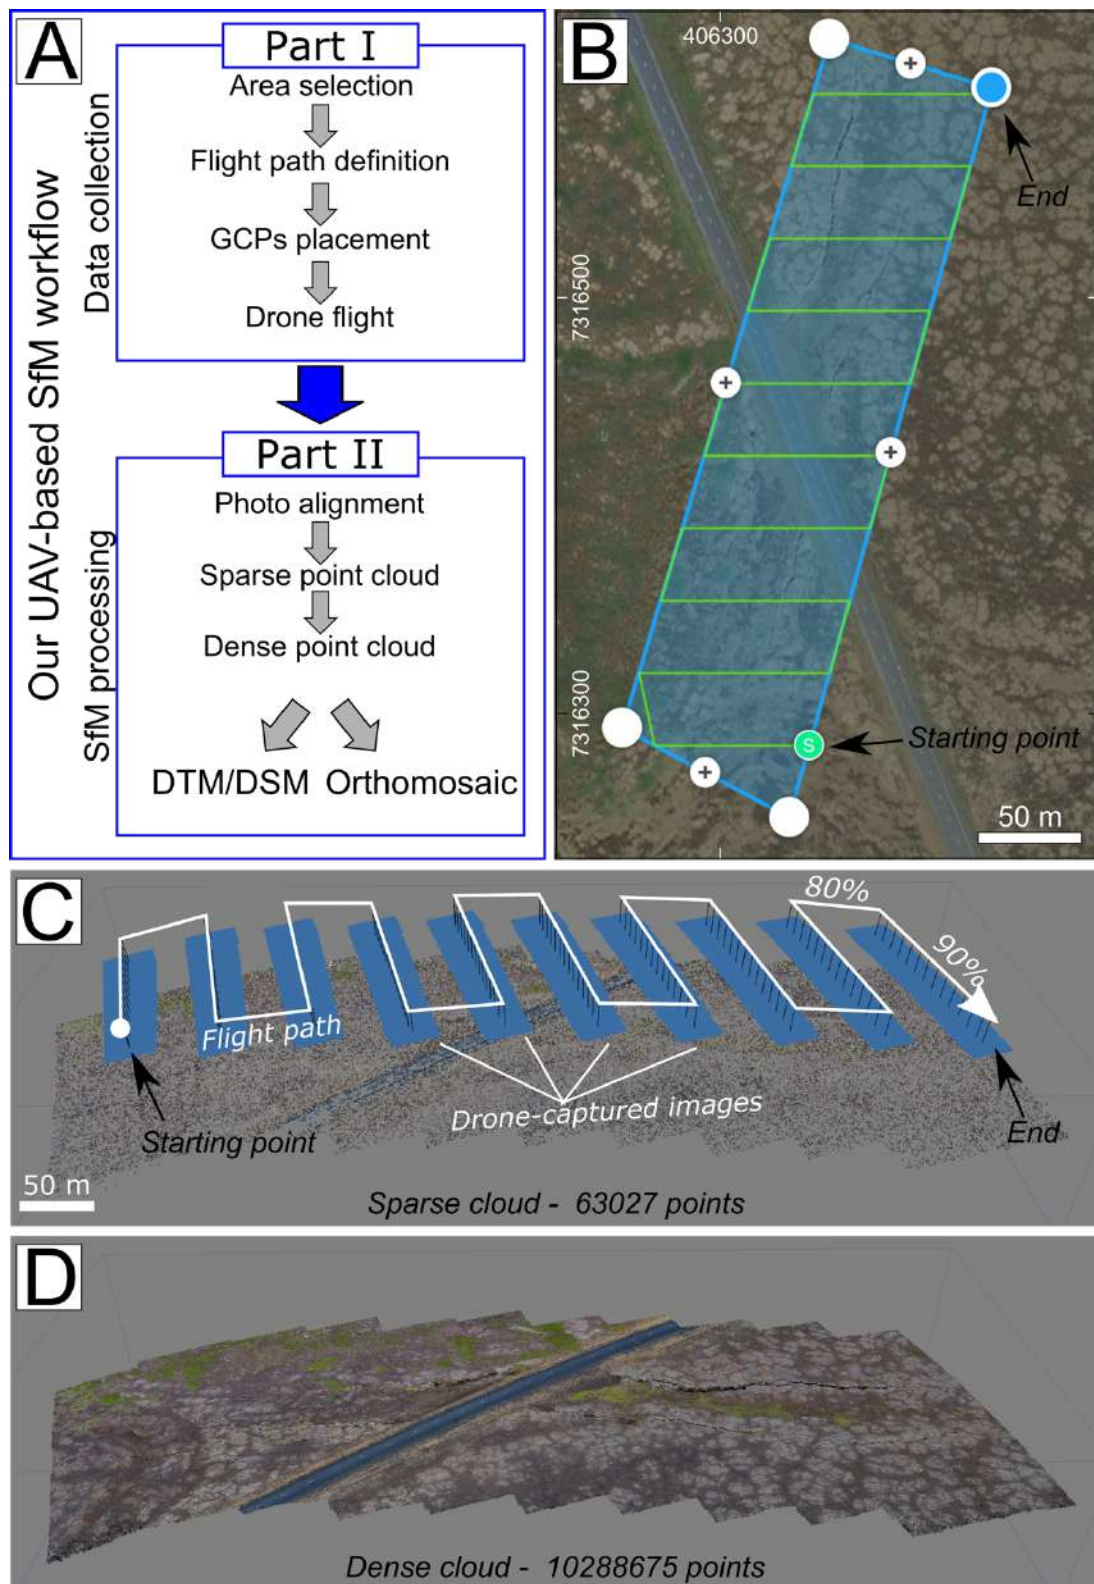 A
Our UAV-based SfM workflow
Data collection
Part I
Area selection
Flight path definition
GCPs placement
Drone flight
SfM processing
Part II
Photo alignment
Sparse point cloud
Dense point cloud
DTM/DSM Orthomosaic
B
406300
7316500
7316300
End
S
Starting point
50 m
C
80%
90%
Flight path
Drone-captured images
Starting point
End
50 m
Sparse cloud - 63027 points
D
Dense cloud - 10288675 points